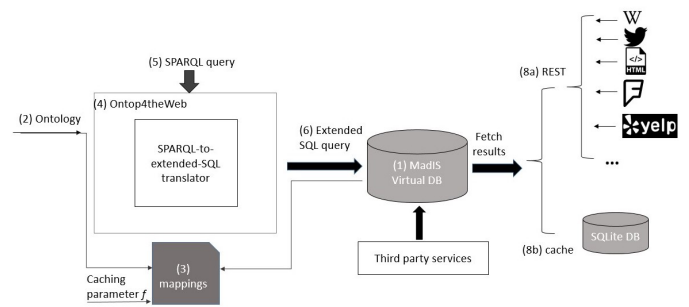 (5) SPARQL query
(4) Ontop4theWeb
(2) Ontology
SPARQL-to-
extended-SQL
translator
(6) Extended
SQL query
(1) MadIS
Virtual DB
Fetch
results
(8a) REST
W
</>
HTML
yelp
...
(8b) cache
SQLite DB
Third party services
(3)
mappings
Caching
parameter f